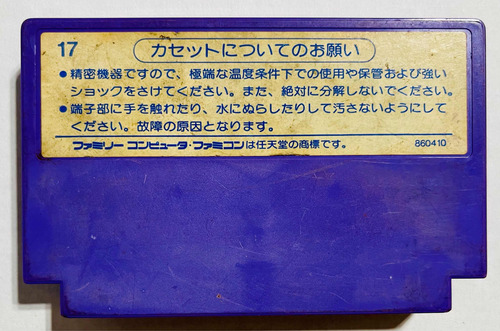 17 カセットについてのお願い
●精密機器ですので、極端な温度条件下での使用や保管および強い
ショックをさけてください。また、絶対に分解しないでください。
●端子部に手を触れたり、水にぬらしたりして汚さないようにして
ください。故障の原因となります。
ファミリー コンピュータ・ファミコンは任天堂の商標です。 860410